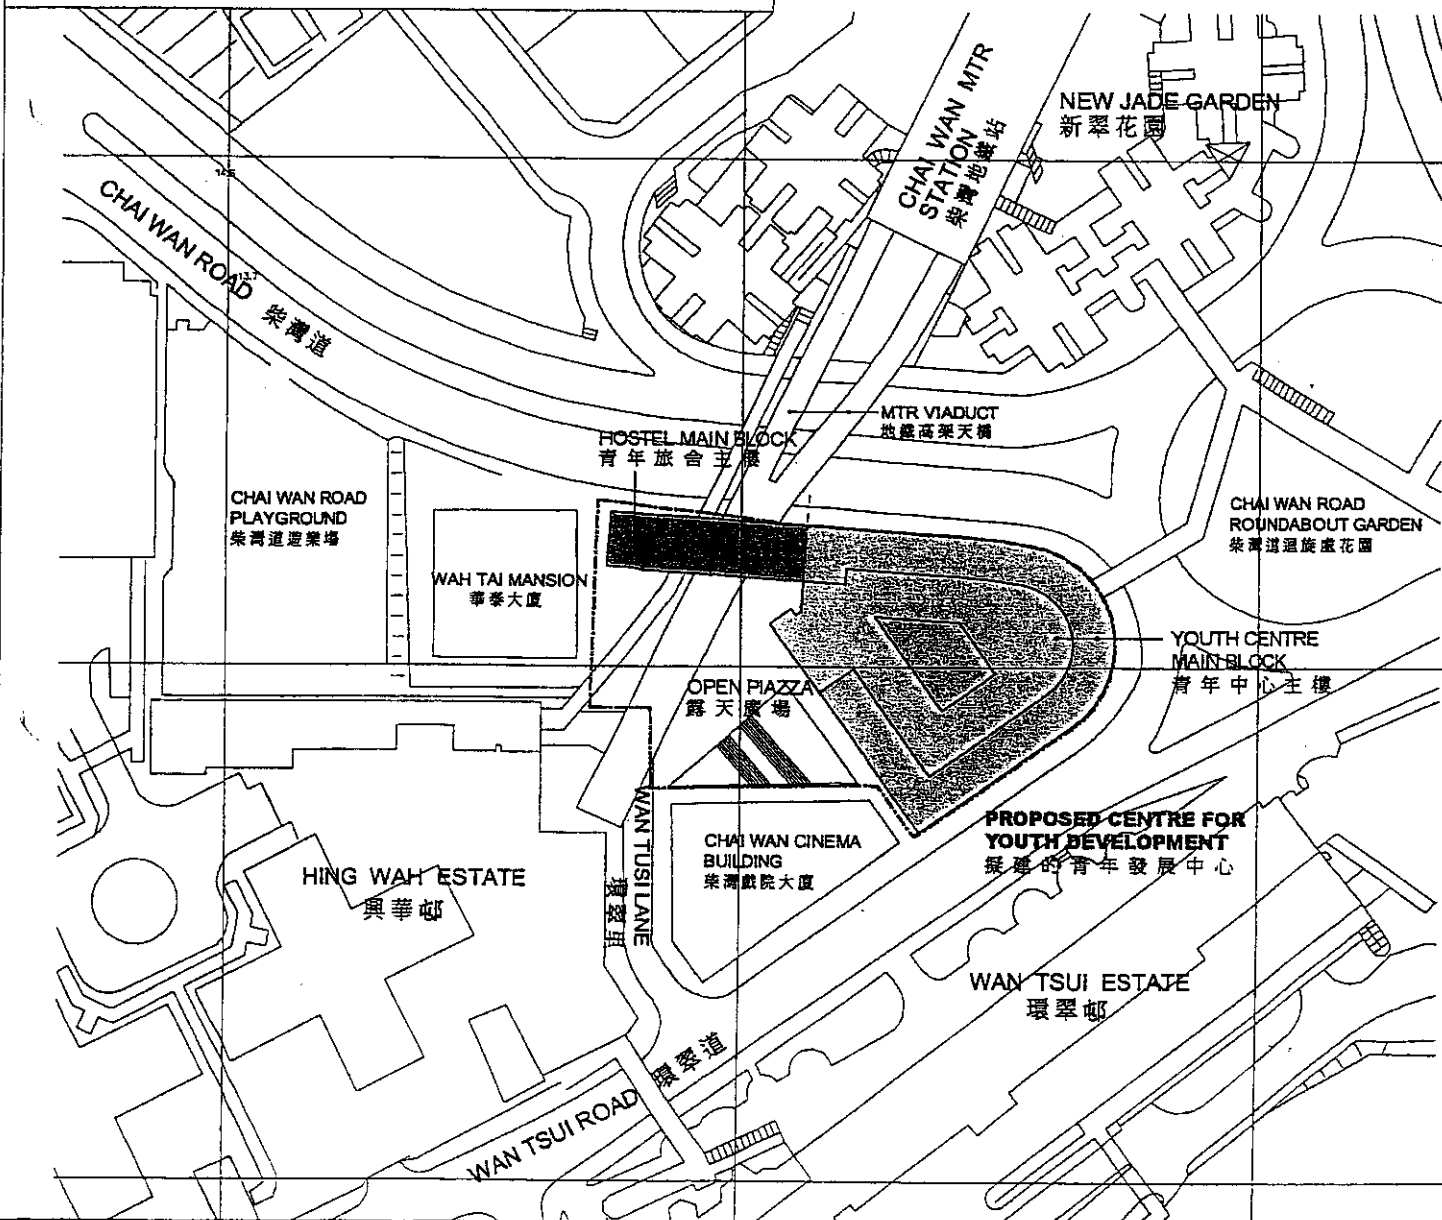 CHAI WAN MTR
STATION
柴灣地鐵站
NEW JADE GARDEN
新翠花園
14.5
CHAI WAN ROAD 柴灣道
13.7
MTR VIADUCT
地鐵高架天橋
HOSTEL MAIN BLOCK
青年旅舍主樓
CHAI WAN ROAD
PLAYGROUND
柴灣道遊樂場
CHAI WAN ROAD
ROUNDABOUT GARDEN
柴灣道迴旋處花園
WAH TAI MANSION
華泰大廈
YOUTH CENTRE
MAIN BLOCK
青年中心主樓
OPEN PIAZZA
露天廣場
PROPOSED CENTRE FOR
YOUTH DEVELOPMENT
擬建的青年發展中心
CHAI WAN CINEMA
BUILDING
柴灣戲院大廈
WAN TUSI LANE
環翠里
HING WAH ESTATE
興華邨
WAN TSUI ESTATE
環翠邨
WAN TSUI ROAD 環翠道